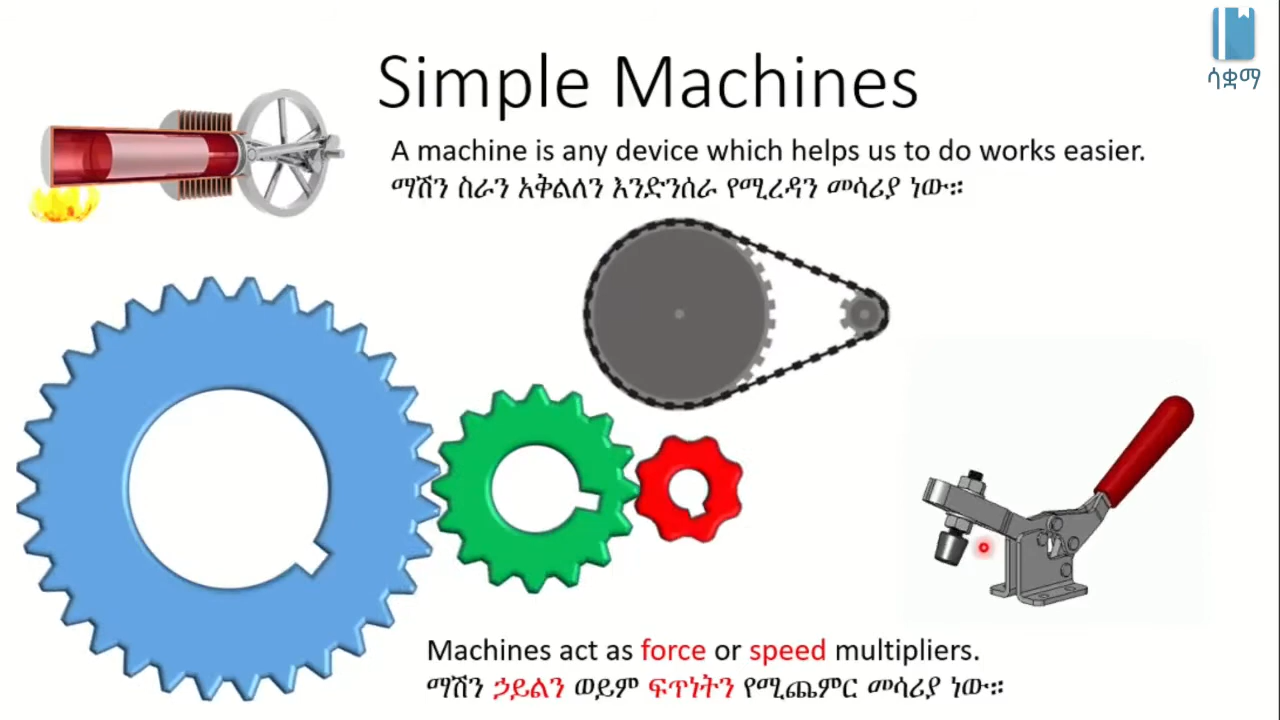 ሳቋማ
Simple Machines
A machine is any device which helps us to do works easier.
ማሽን ስራን አቅልለን እንድንሰራ የሚረዳን መሳሪያ ነው።
Machines act as force or speed multipliers.
ማሽን ኃይልን ወይም ፍጥነትን የሚጨምር መሳሪያ ነው።